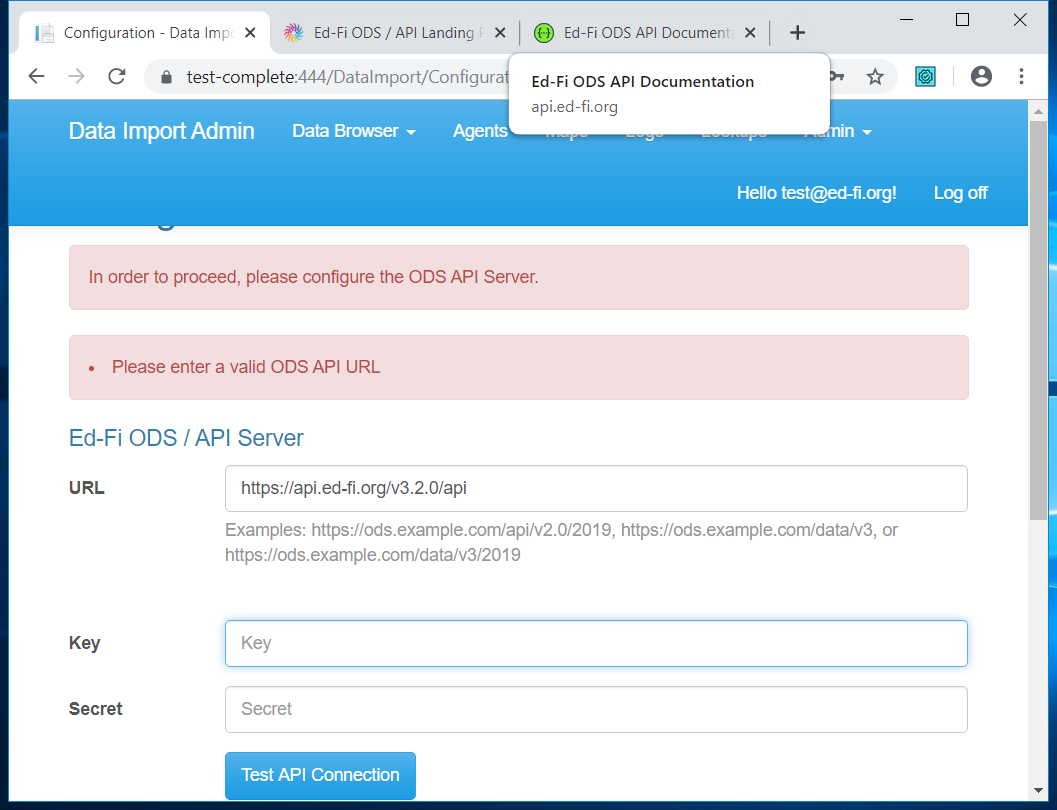 Configuration - Data Imp
Ed-Fi ODS / API Landing
Ed-Fi ODS API Document
test-complete:444/DataImport/Configurat
Ed-Fi ODS API Documentation
api.ed-fi.org
Data Import Admin
Data Browser
Agents
Maps
Logs
Lookups
Admin
Hello test@ed-fi.org!
Log off
In order to proceed, please configure the ODS API Server.
• Please enter a valid ODS API URL
Ed-Fi ODS / API Server
URL
https://api.ed-fi.org/v3.2.0/api
Examples: https://ods.example.com/api/v2.0/2019, https://ods.example.com/data/v3, or
https://ods.example.com/data/v3/2019
Key
Key
Secret
Secret
Test API Connection